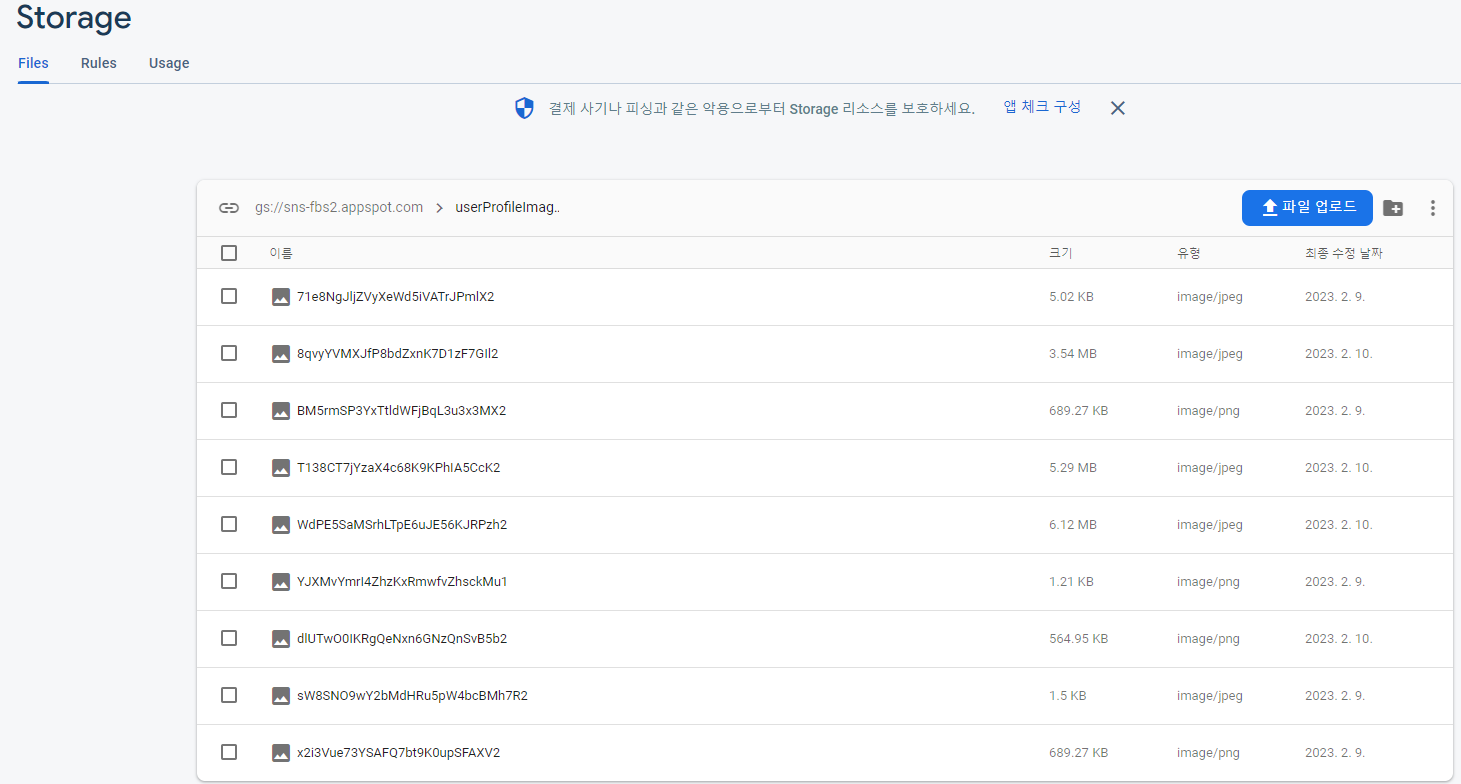 Storage
Files Rules Usage
결제 사기나 피싱과 같은 악용으로부터 Storage 리소스를 보호하세요. 앱 체크 구성
gs://sns-fbs2.appspot.com > userProfileImag.. 파일 업로드
이름 크기 유형 최종 수정 날짜
71e8NgJljZVyXeWd5iVATrJPmlX2 5.02 KB image/jpeg 2023. 2. 9.
8qvyYVMXJfP8bdZxnK7D1zF7GIl2 3.54 MB image/jpeg 2023. 2. 10.
BM5rmSP3YxTtldWFjBqL3u3x3MX2 689.27 KB image/png 2023. 2. 9.
T138CT7jYzaX4c68K9KPhIA5CcK2 5.29 MB image/jpeg 2023. 2. 10.
WdPE5SaMSrhLTpE6uJE56KJRPzh2 6.12 MB image/jpeg 2023. 2. 10.
YJXMvYmrI4ZhzKxRmwfvZhsckMu1 1.21 KB image/png 2023. 2. 9.
dlUTwO0IKRgQeNxn6GNzQnSvB5b2 564.95 KB image/png 2023. 2. 10.
sW8SNO9wY2bMdHRu5pW4bcBMh7R2 1.5 KB image/jpeg 2023. 2. 9.
x2i3Vue73YSAFQ7bt9K0upSFAXV2 689.27 KB image/png 2023. 2. 9.